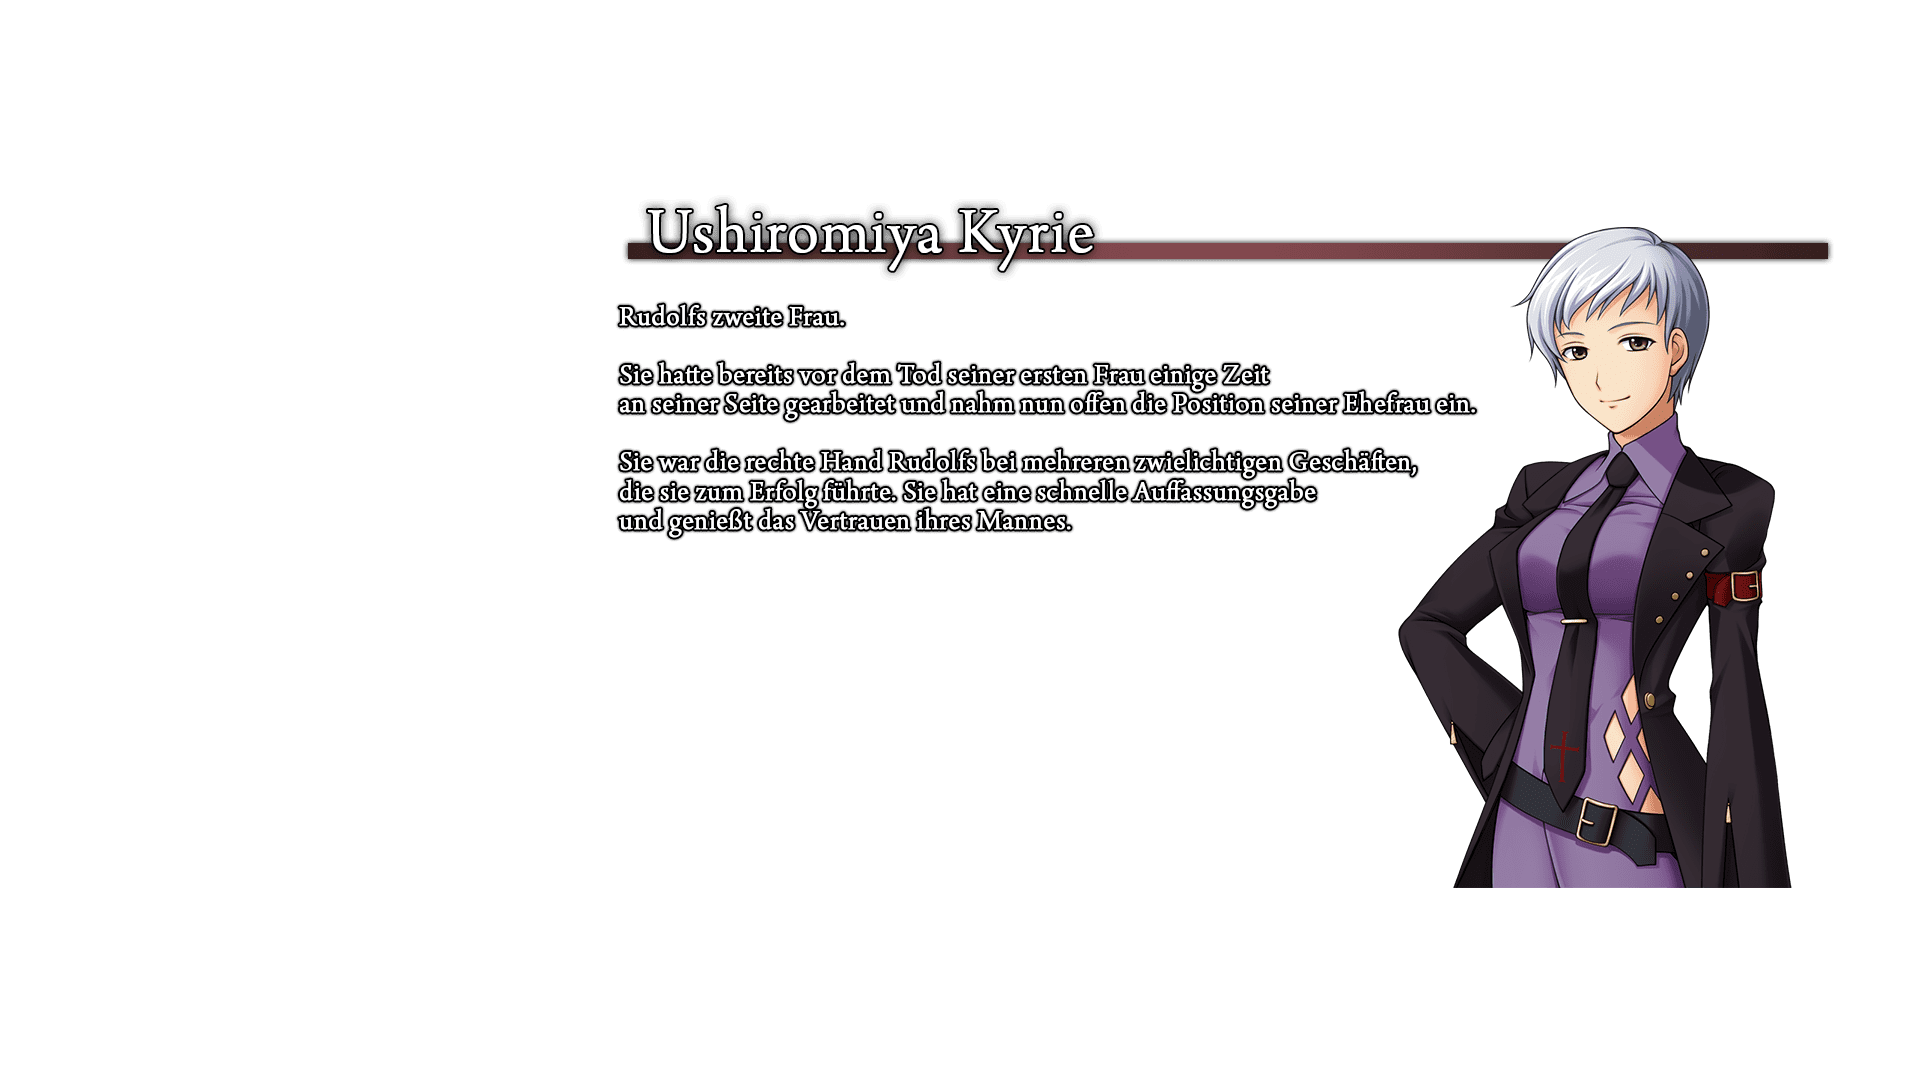 Ushiromiya Kyrie
Rudolfs zweite Frau.
Sie hatte bereits vor dem Tod seiner ersten Frau einige Zeit
an seiner Seite gearbeitet und nahm nun offen die Position seiner Ehefrau ein.
Sie war die rechte Hand Rudolfs bei mehreren zwielichtigen Geschäften,
die sie zum Erfolg führte. Sie hat eine schnelle Auffassungsgabe
und genießt das Vertrauen ihres Mannes.